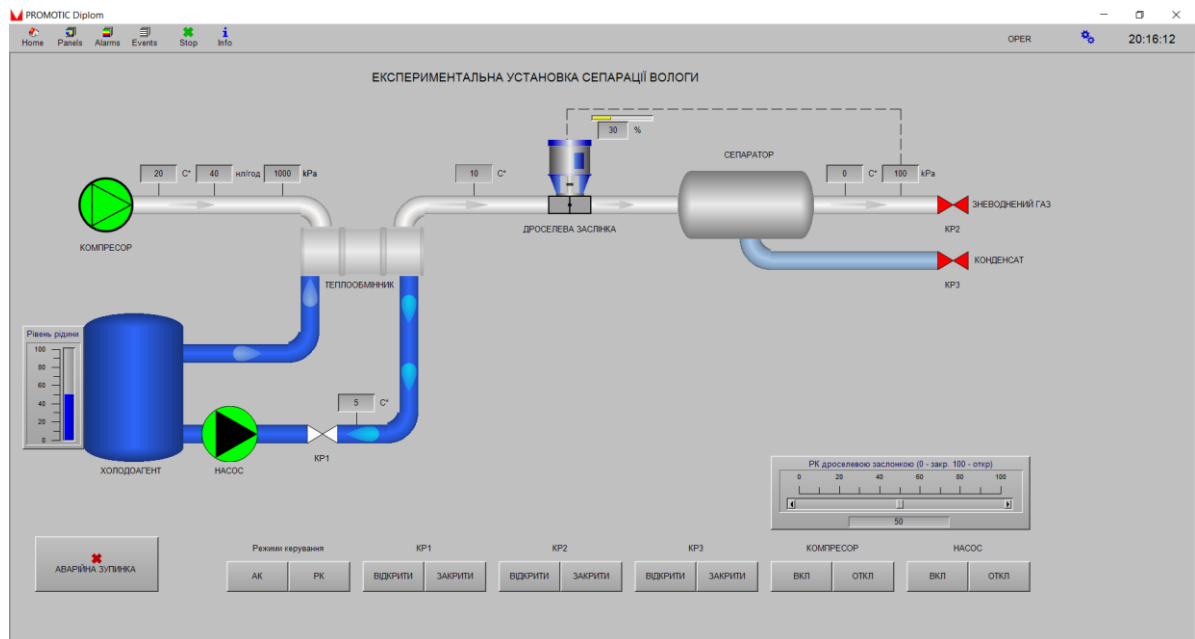 PROMOTIC Diplom
Home Panels Alarms Events Stop Info OPER 20:16:12
ЕКСПЕРИМЕНТАЛЬНА УСТАНОВКА СЕПАРАЦІЇ ВОЛОГИ
30 %
СЕПАРАТОР
20 C° 40 нл/год 1000 kPa
10 C°
0 C° 100 kPa
ЗНЕВОДНЕНИЙ ГАЗ
ДРОСЕЛЕВА ЗАСЛІНКА
КР2
КОМПРЕСОР
КОНДЕНСАТ
ТЕПЛООБМІННИК
КР3
Рівень рідини
100
80
60
40
20
0
5 C°
КР1
ХОЛОДОАГЕНТ
НАСОС
РК дроселевою заслонкою (0 - закр. 100 - откр)
0 20 40 60 80 100
50
АВАРІЙНА ЗУПИНКА
Режими керування КР1 КР2 КР3 КОМПРЕСОР НАСОС
АК РК ВІДКРИТИ ЗАКРИТИ ВІДКРИТИ ЗАКРИТИ ВІДКРИТИ ЗАКРИТИ ВКЛ ОТКЛ ВКЛ ОТКЛ